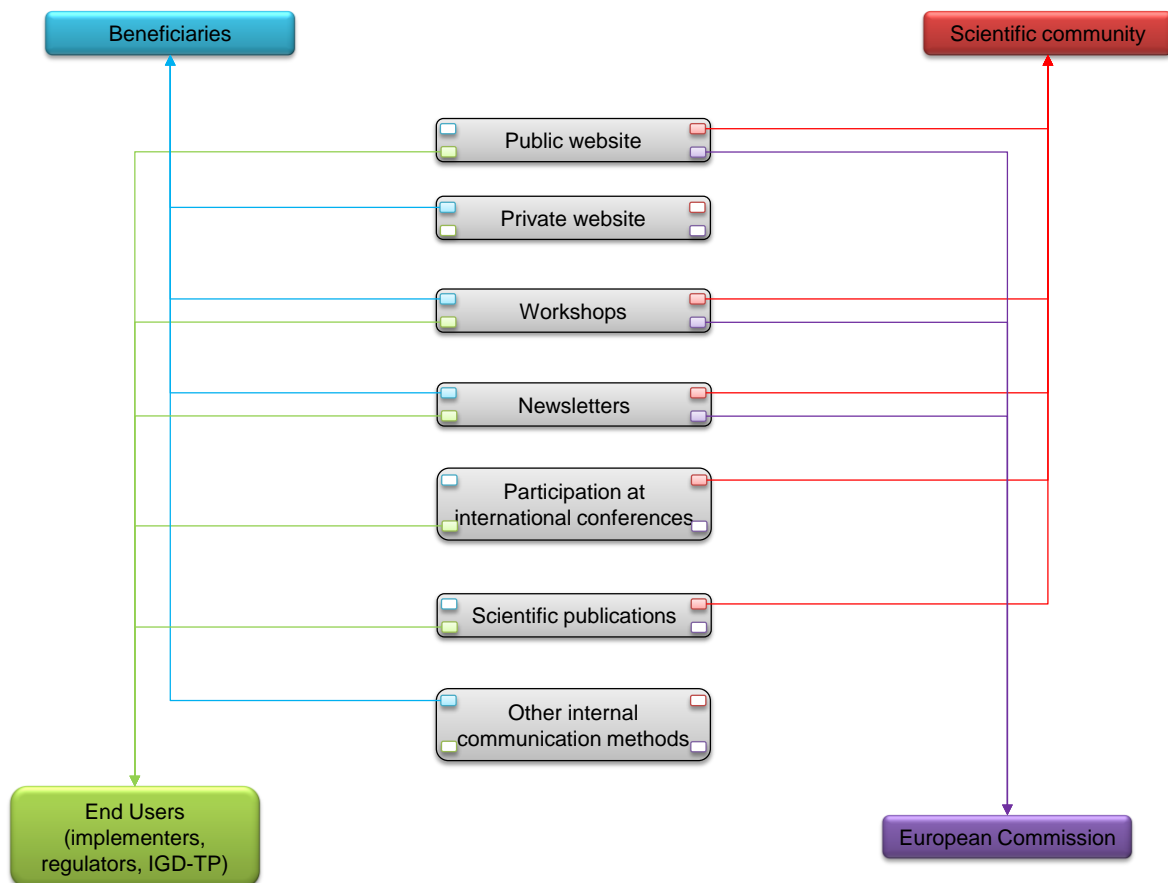 Beneficiaries
Scientific community
Public website
Private website
Workshops
Newsletters
Participation at
international conferences
Scientific publications
Other internal
communication methods
End Users
(implementers,
regulators, IGD-TP)
European Commission